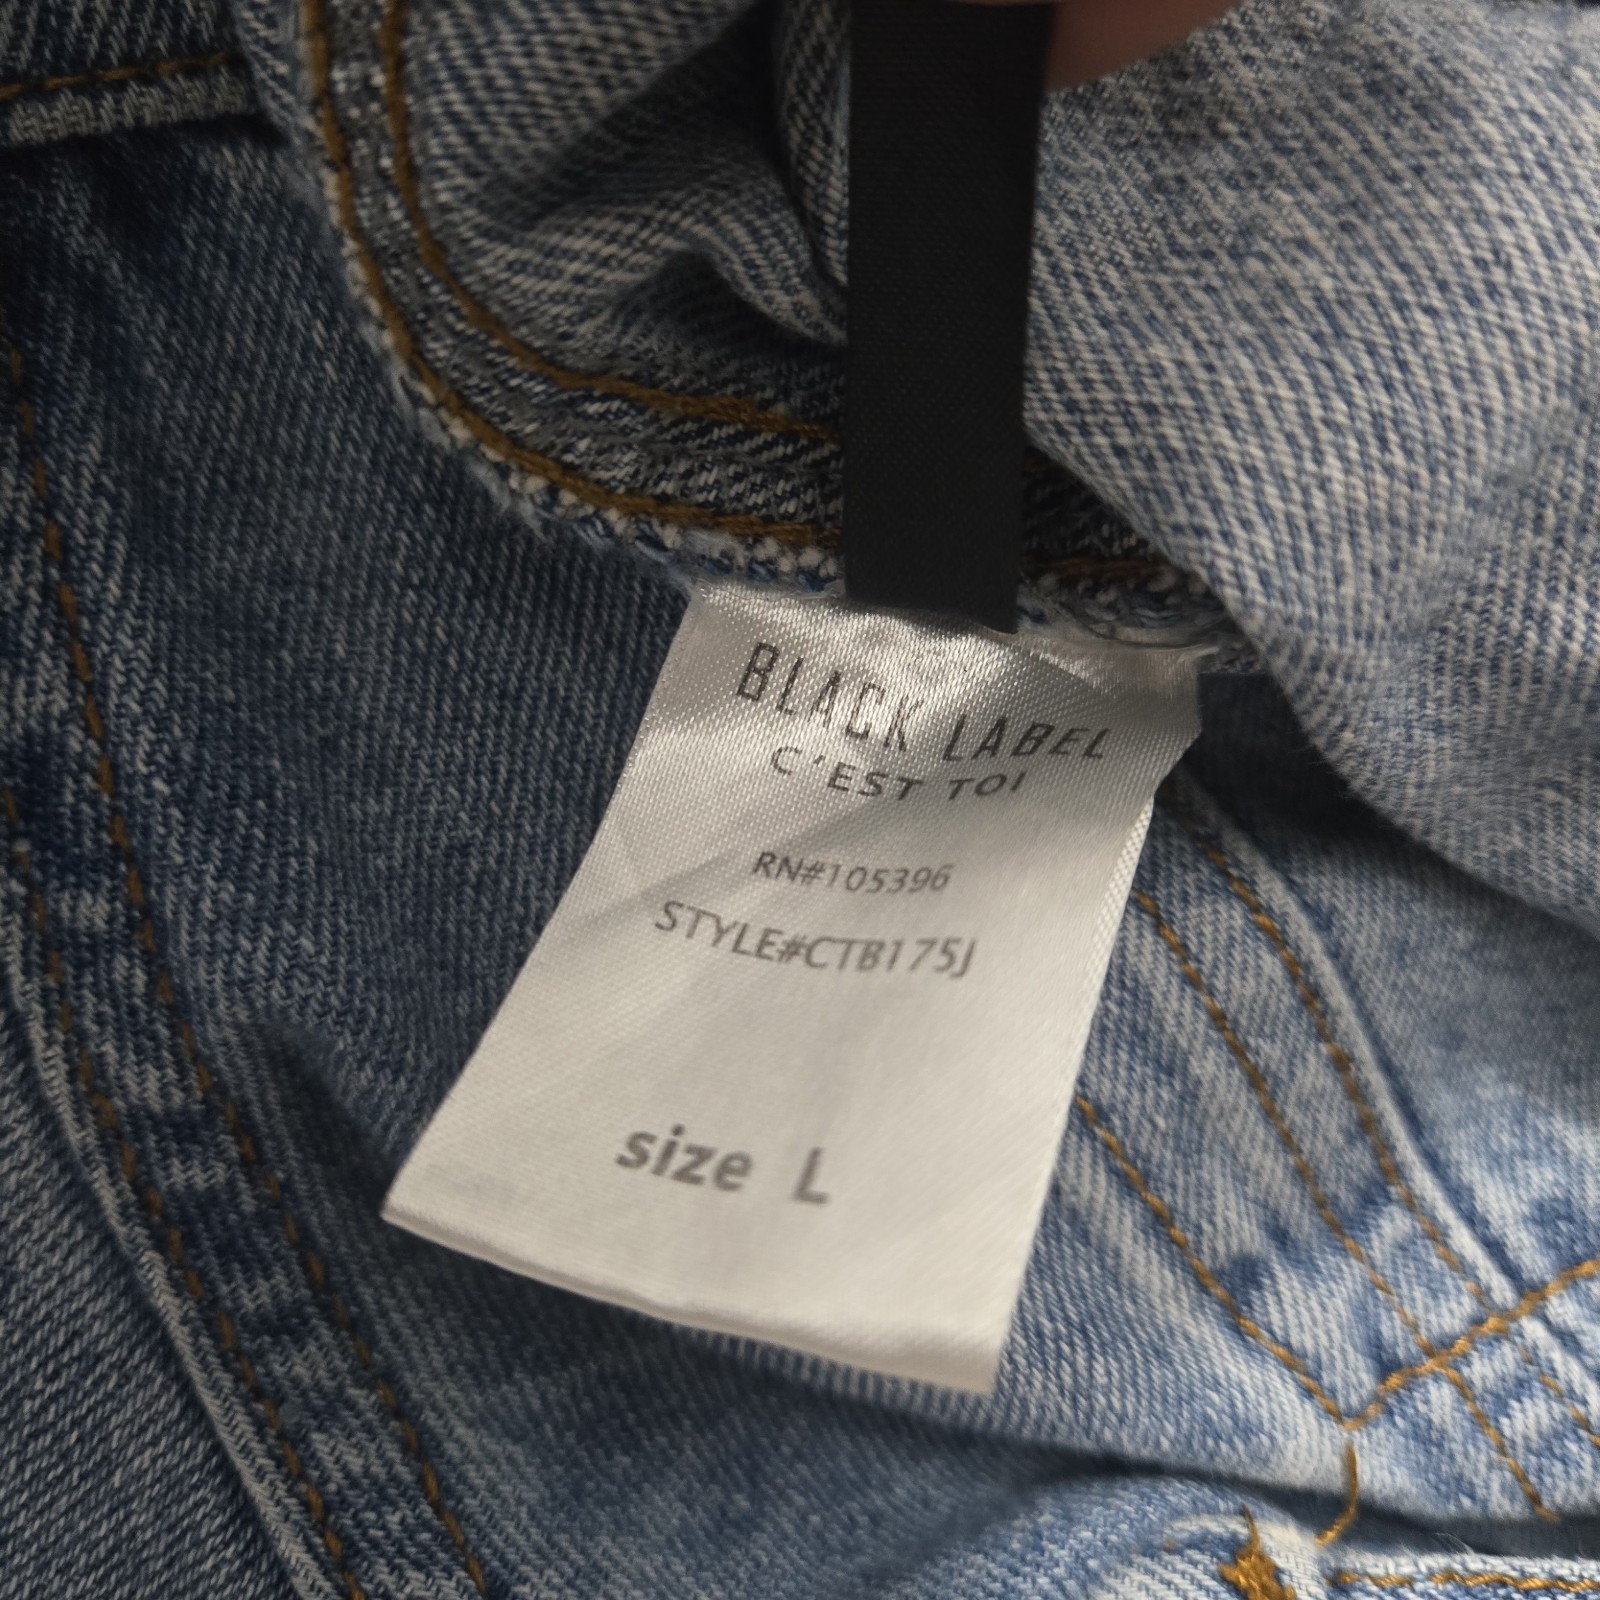 BLACK LABEL
C'EST TOI
RN#105396
STYLE#CTB175J
size L